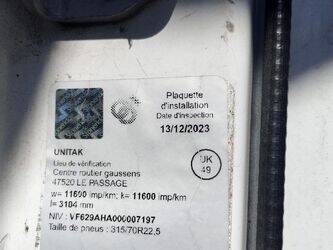 Plaquette
d'installation
Date d'inspection
13/12/2023
UNITAK
Lieu de vérification
Centre routier gaussens
47520 LE PASSAGE
UK
49
w= 11600 imp/km; k= 11600 imp/km
l= 3104 mm
NIV : VF629AHA000007197
Taille de pneus : 315/70R22,5